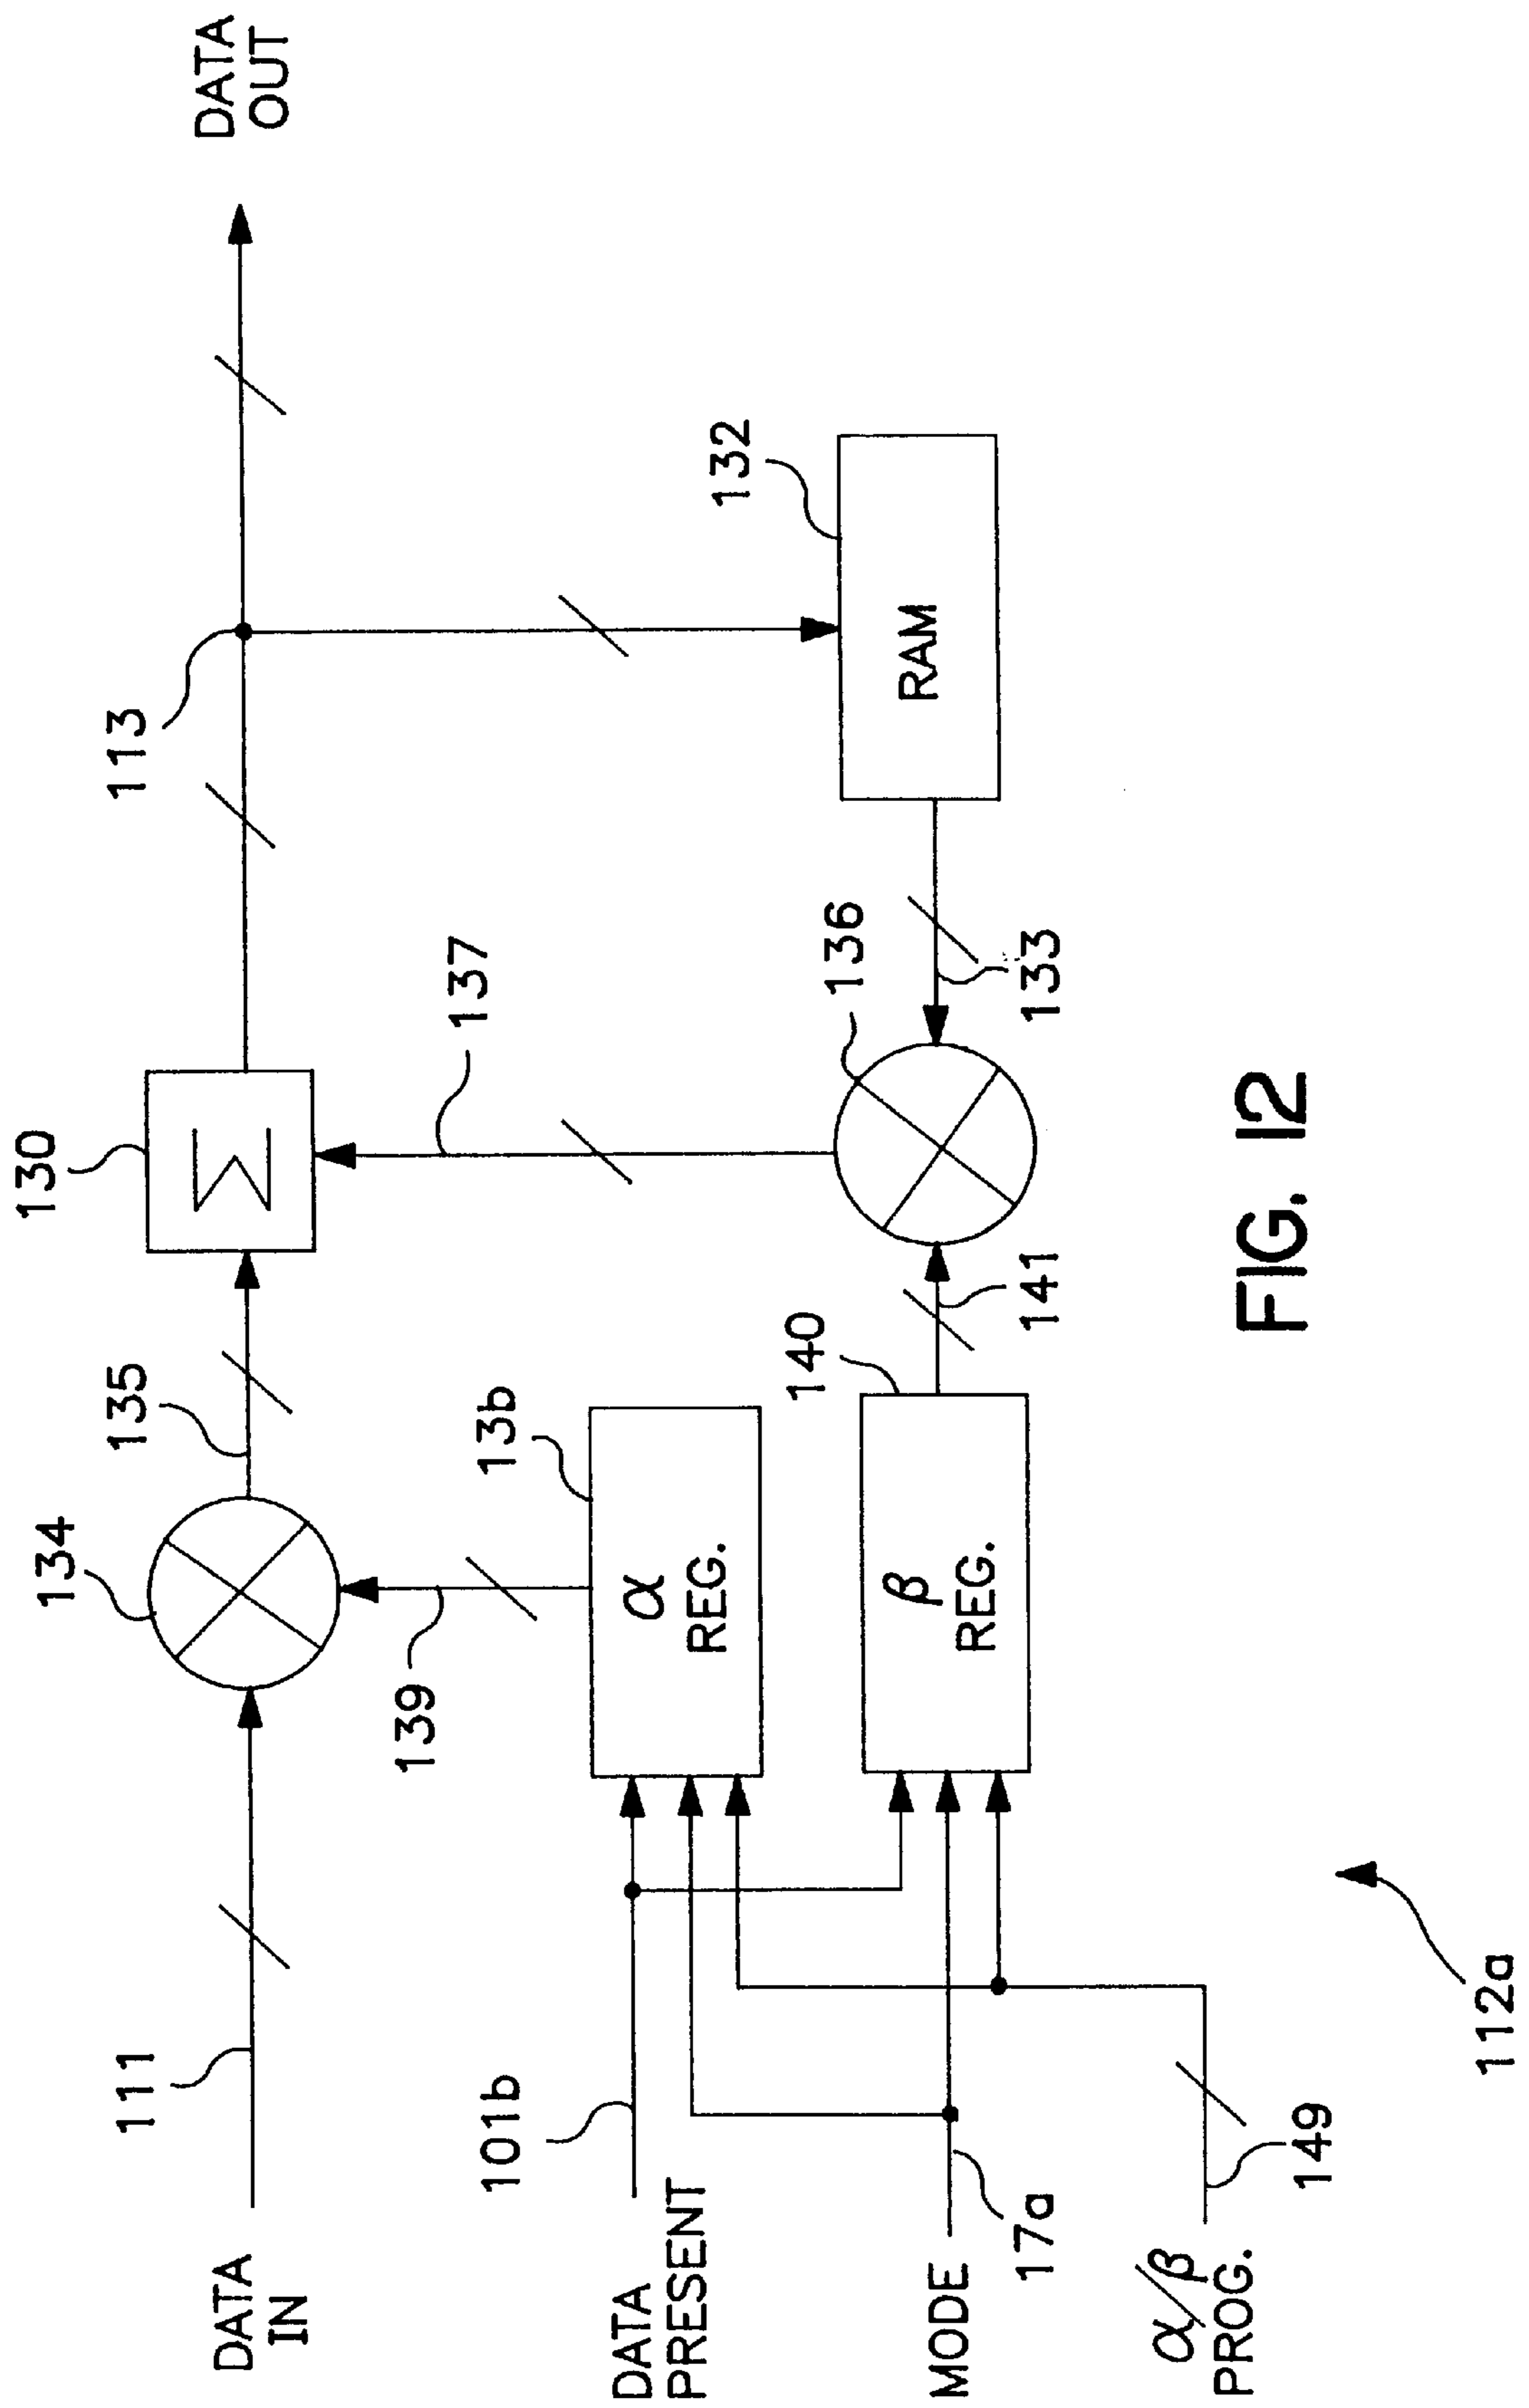 130
113
DATA
OUT
134
135
137
Σ
111
139
13b
140
136
132
DATA
IN
α
REG.
RAM
101b
β
REG.
141
133
DATA
PRESENT
MODE
17a
α/β
PROG.
149
112a
FIG. 12